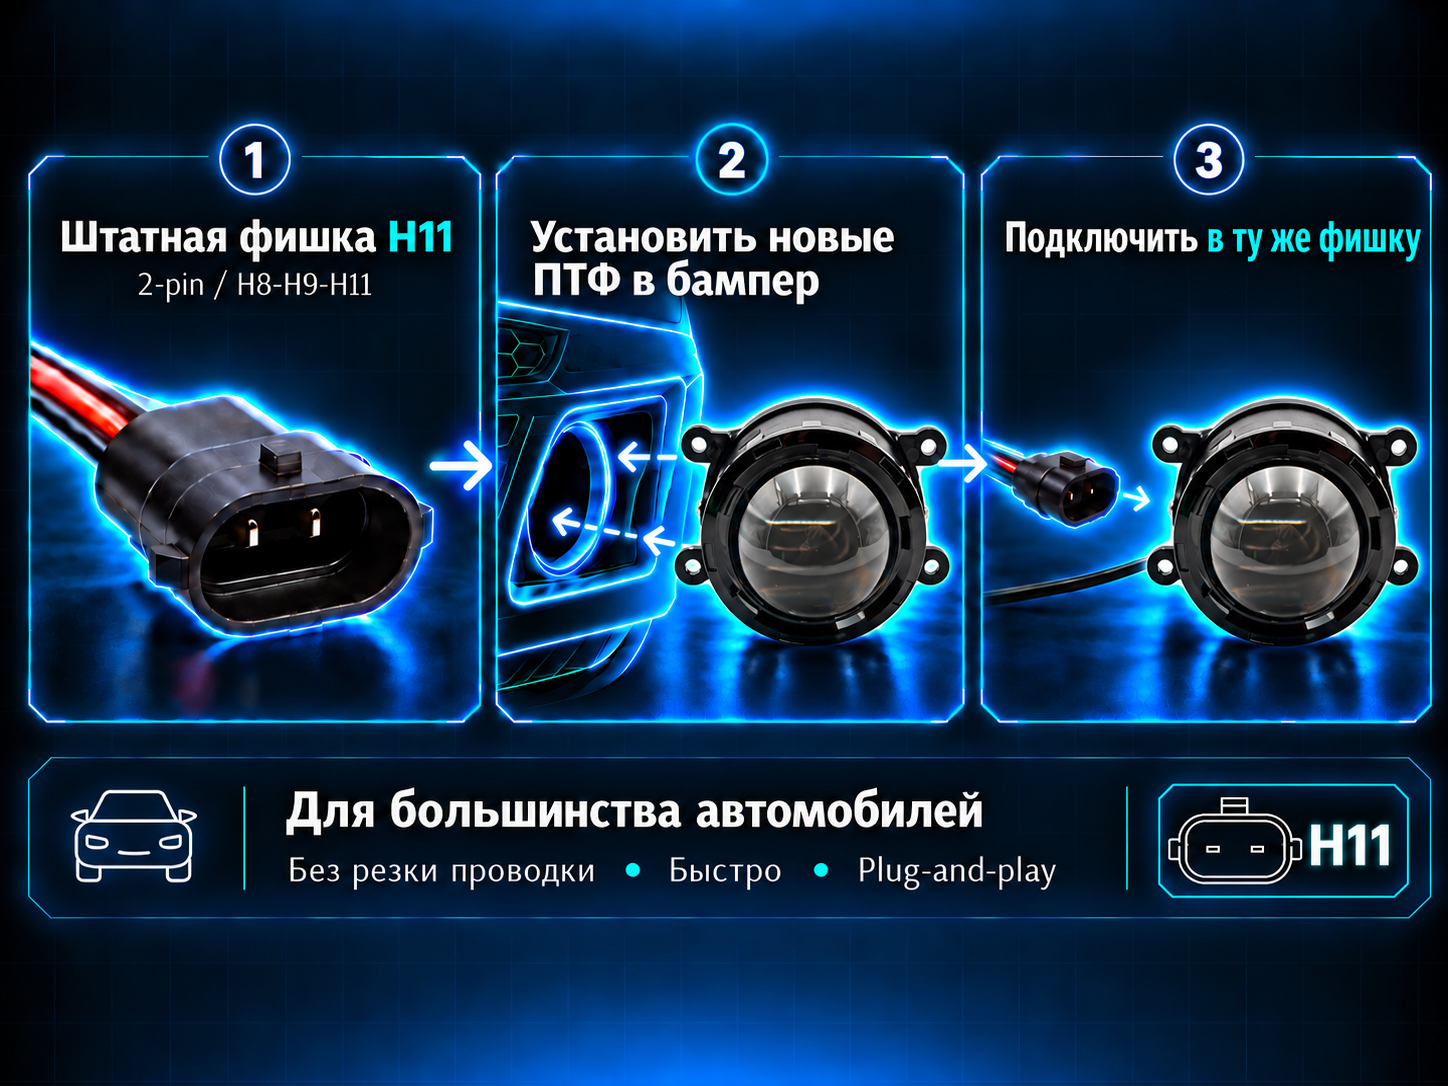 1
Штатная фишка H11
2-pin / H8-H9-H11
2
Установить новые
ПТФ в бампер
3
Подключить в ту же фишку
Для большинства автомобилей
Без резки проводки • Быстро • Plug-and-play
H11